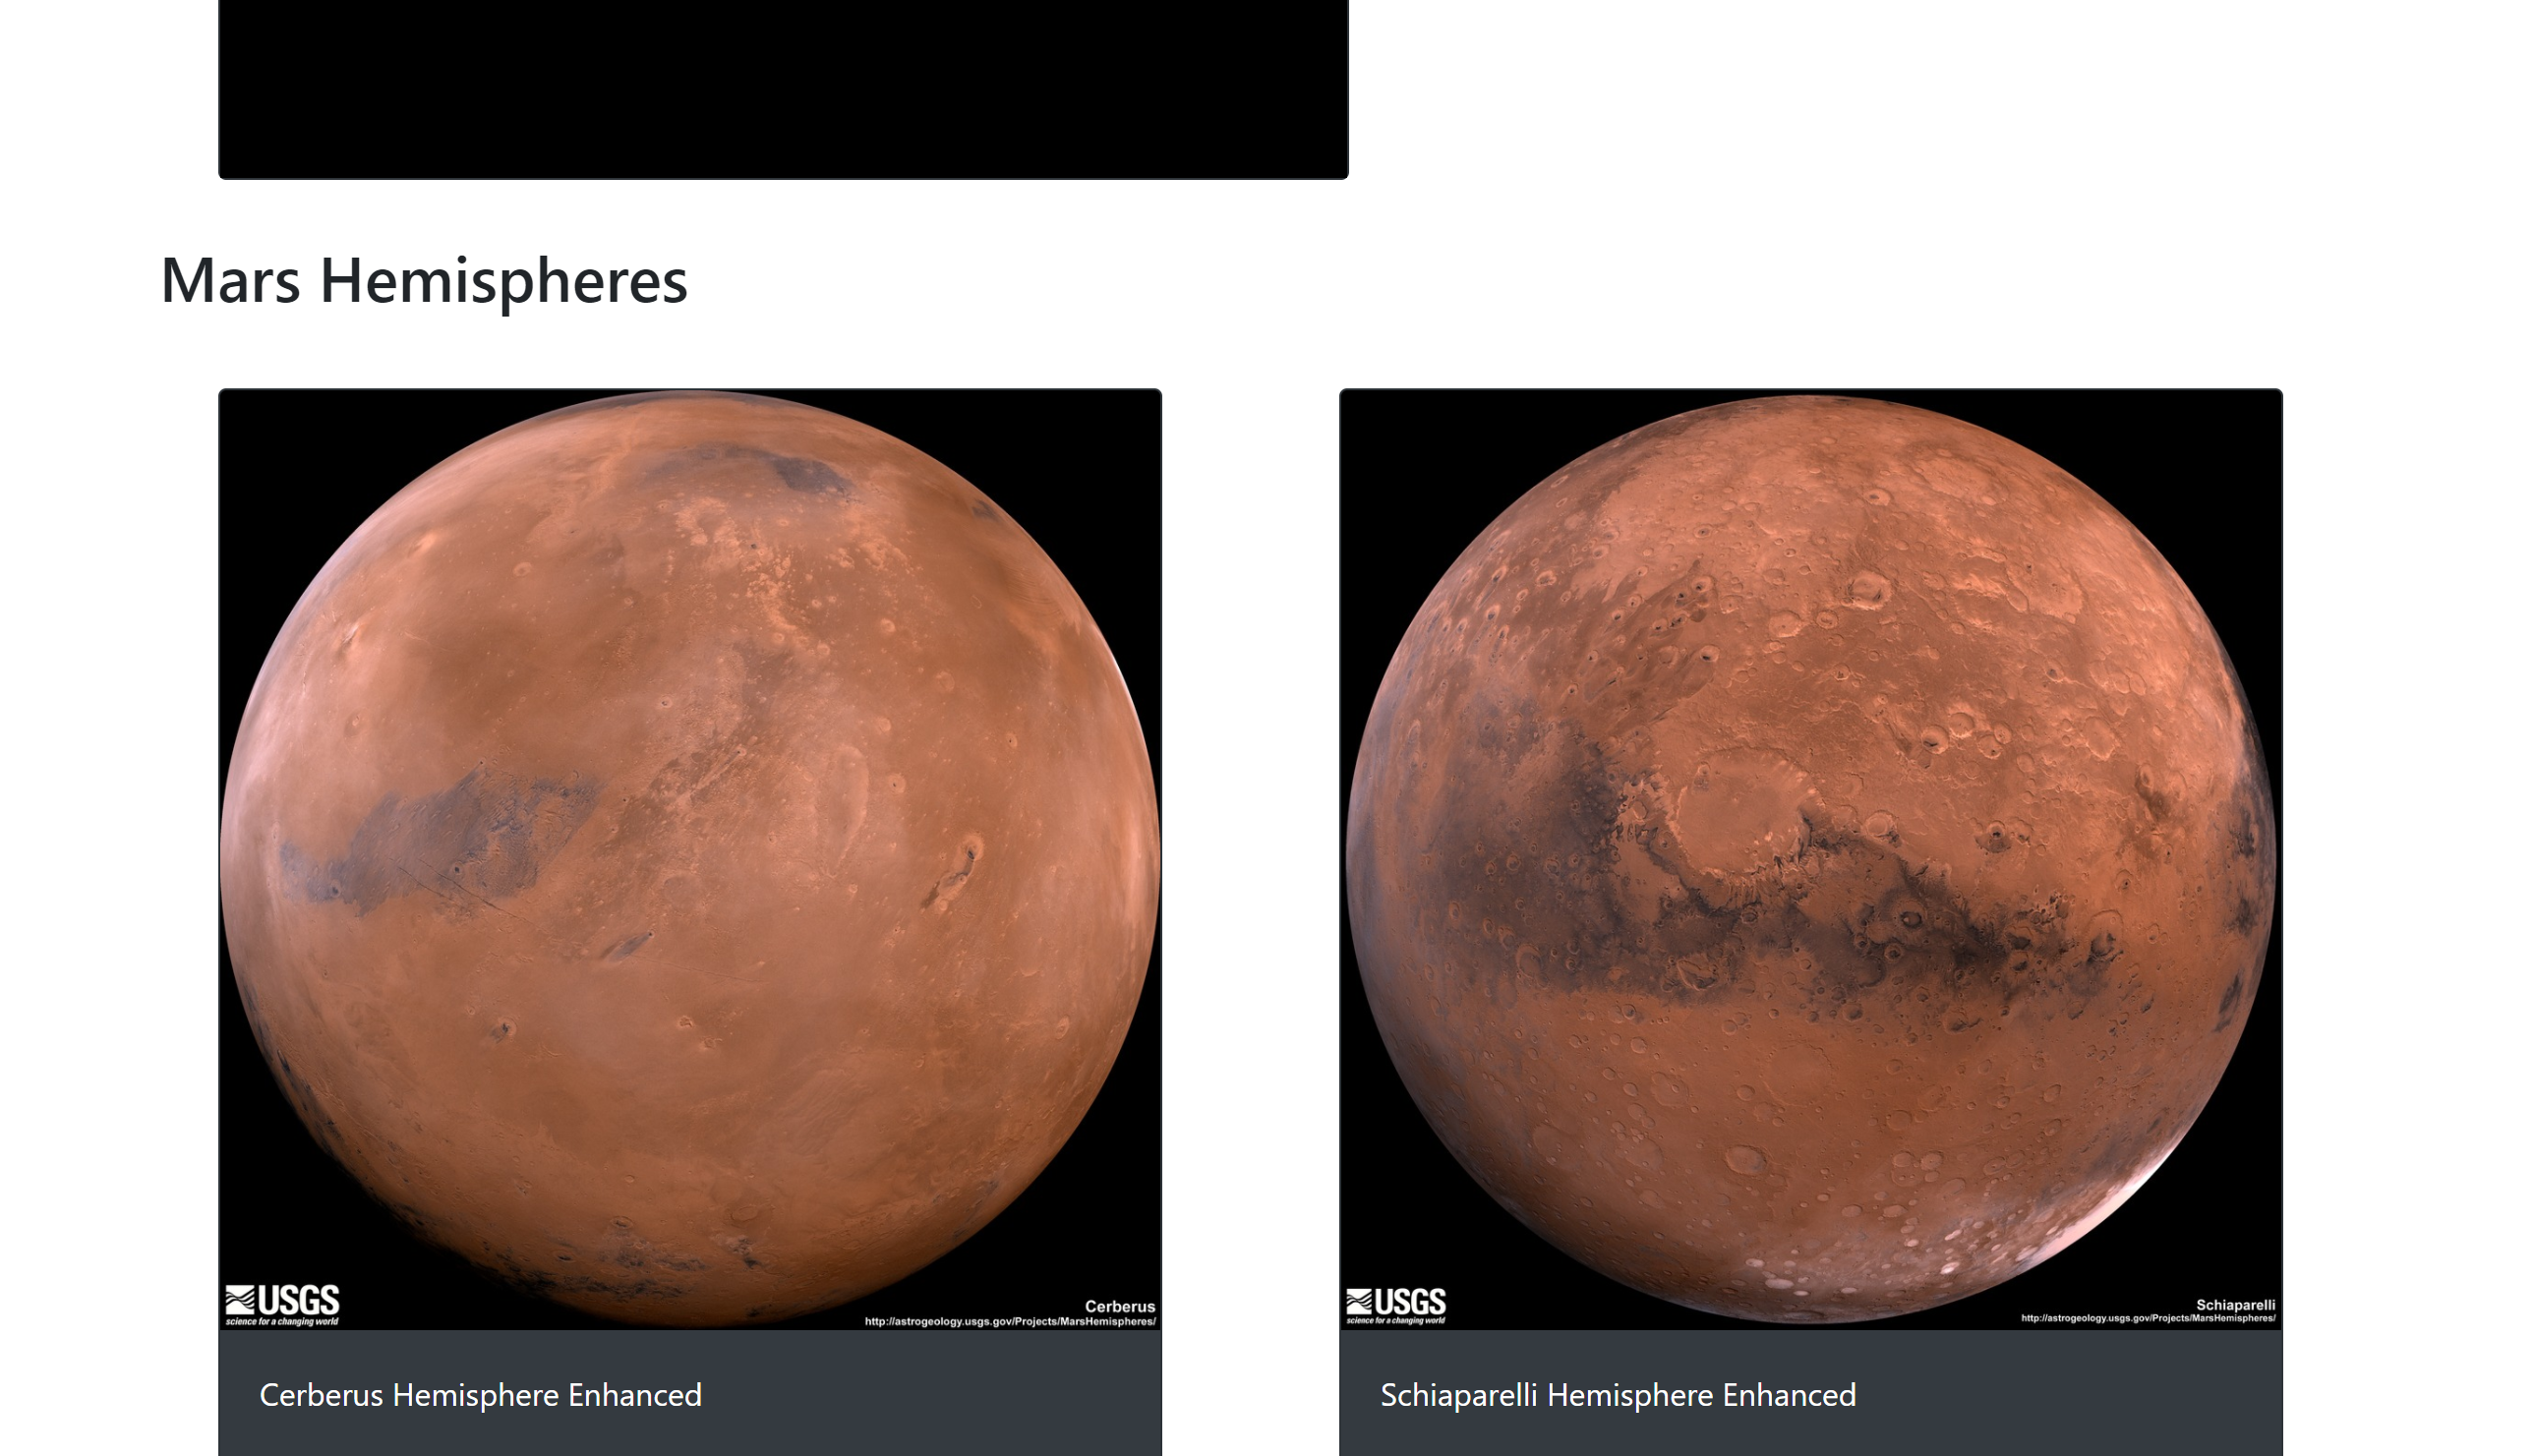 Mars Hemispheres
USGS
science for a changing world
Cerberus
http://astrogeology.usgs.gov/Projects/MarsHemispheres/
Cerberus Hemisphere Enhanced
USGS
science for a changing world
Schiaparelli
http://astrogeology.usgs.gov/Projects/MarsHemispheres/
Schiaparelli Hemisphere Enhanced